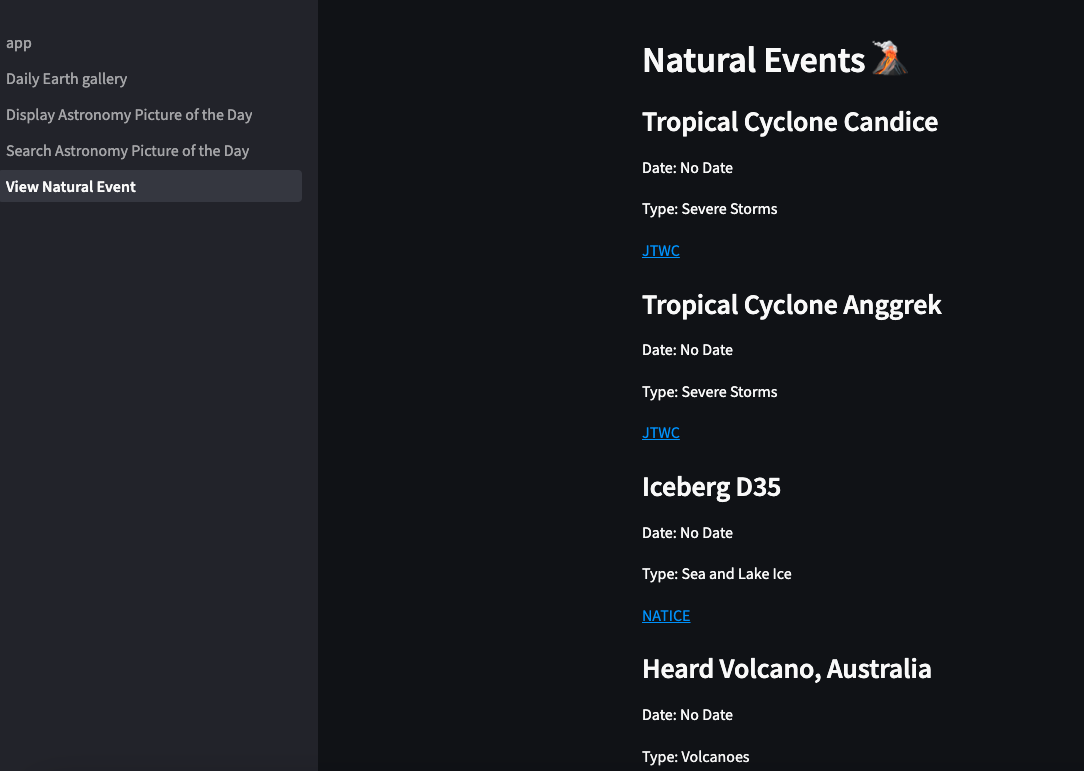 app
Daily Earth gallery
Display Astronomy Picture of the Day
Search Astronomy Picture of the Day
View Natural Event
Natural Events
Tropical Cyclone Candice
Date: No Date
Type: Severe Storms
JTWC
Tropical Cyclone Anggrek
Date: No Date
Type: Severe Storms
JTWC
Iceberg D35
Date: No Date
Type: Sea and Lake Ice
NATICE
Heard Volcano, Australia
Date: No Date
Type: Volcanoes